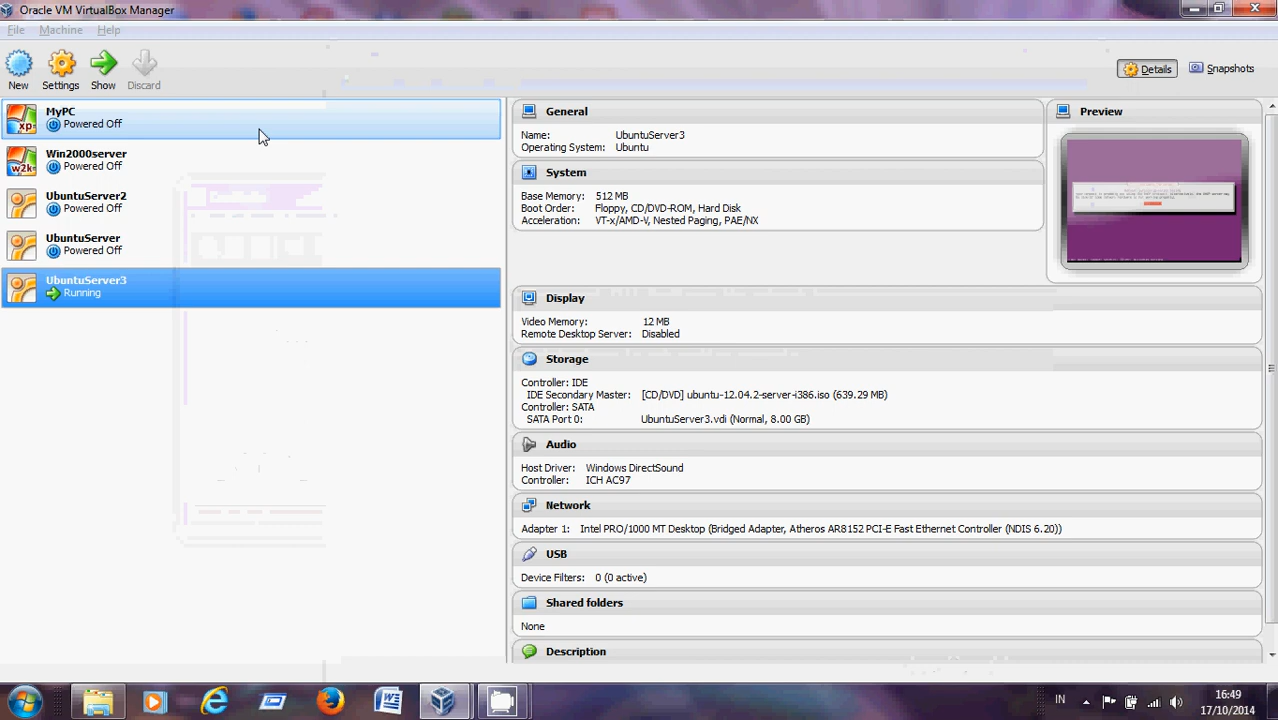 Oracle VM VirtualBox Manager
File Machine Help
New Settings Show Discard
Details Snapshots
MyPC
Powered Off
Win2000server
Powered Off
UbuntuServer2
Powered Off
UbuntuServer
Powered Off
UbuntuServer3
Running
xp
w2k
General
Name: UbuntuServer3
Operating System: Ubuntu
Preview
System
Base Memory: 512 MB
Boot Order: Floppy, CD/DVD-ROM, Hard Disk
Acceleration: VT-x/AMD-V, Nested Paging, PAE/NX
Display
Video Memory: 12 MB
Remote Desktop Server: Disabled
Storage
Controller: IDE
IDE Secondary Master: [CD/DVD] ubuntu-12.04.2-server-i386.iso (639.29 MB)
Controller: SATA
SATA Port 0: UbuntuServer3.vdi (Normal, 8.00 GB)
Audio
Host Driver: Windows DirectSound
Controller: ICH AC97
Network
Adapter 1: Intel PRO/1000 MT Desktop (Bridged Adapter, Atheros AR8152 PCI-E Fast Ethernet Controller (NDIS 6.20))
USB
Device Filters: 0 (0 active)
Shared folders
None
Description
IN
16:49
17/10/2014